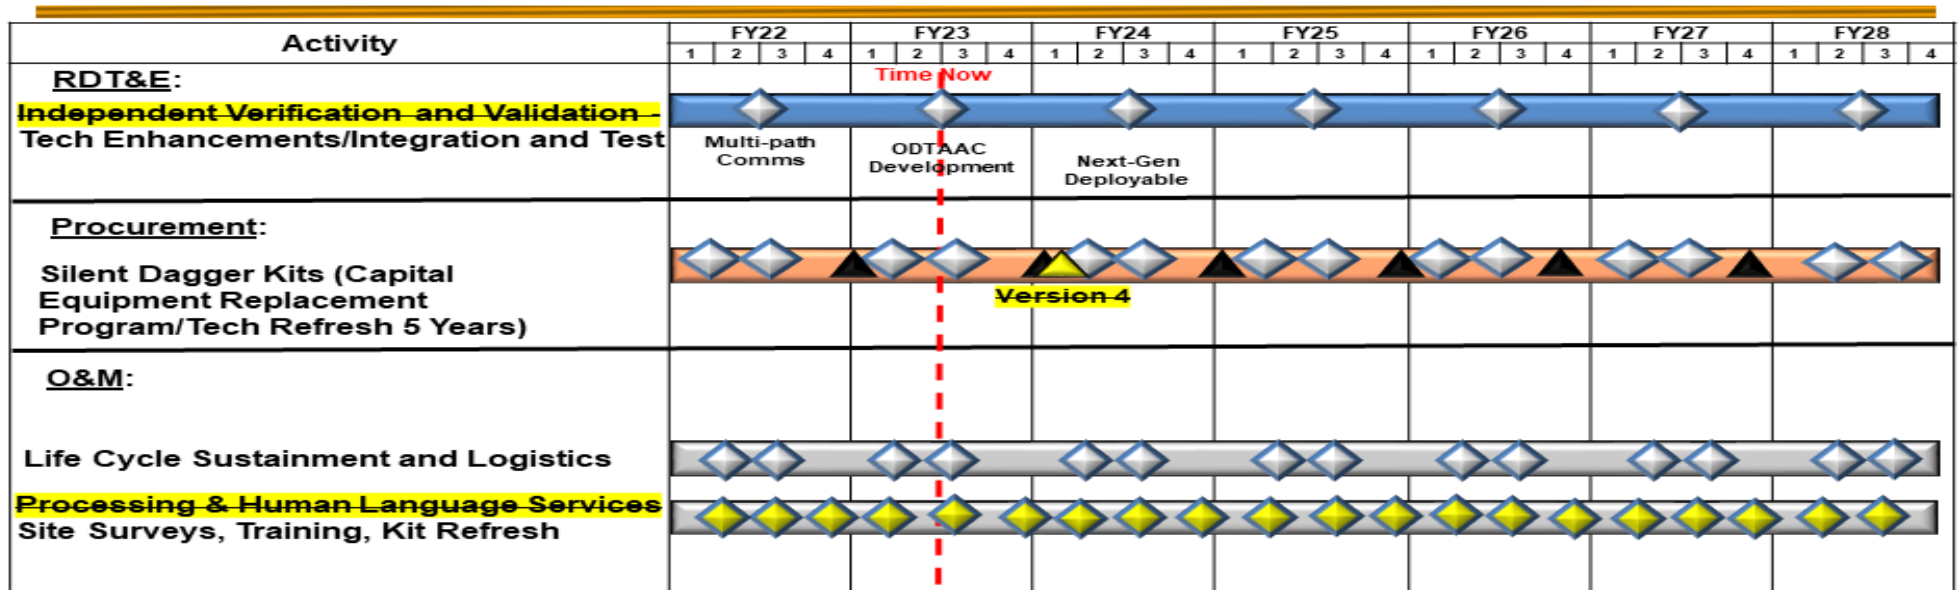 Activity
FY22 FY23 FY24 FY25 FY26 FY27 FY28
1 2 3 4 1 2 3 4 1 2 3 4 1 2 3 4 1 2 3 4 1 2 3 4 1 2 3 4
RDT&E:
Time Now
Independent Verification and Validation -
Tech Enhancements/Integration and Test
Multi-path
Comms
ODTAAC
Development
Next-Gen
Deployable
Procurement:
Silent Dagger Kits (Capital
Equipment Replacement
Program/Tech Refresh 5 Years)
Version 4
O&M:
Life Cycle Sustainment and Logistics
Processing & Human Language Services
Site Surveys, Training, Kit Refresh